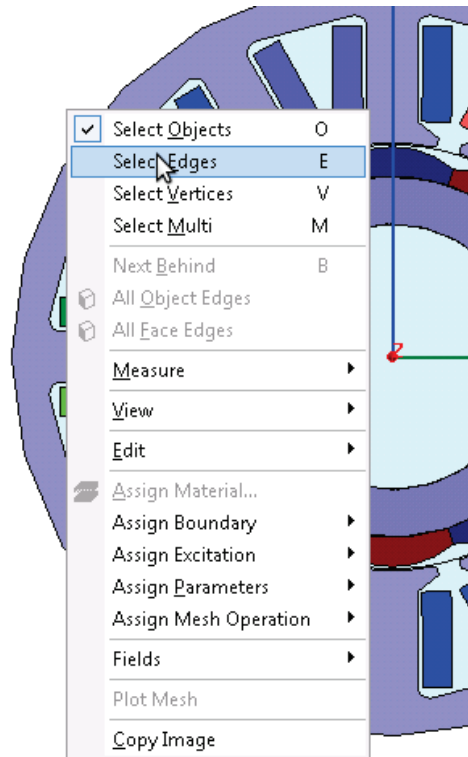 Select Objects O
Select Edges E
Select Vertices V
Select Multi M
Next Behind B
All Object Edges
All Face Edges
Measure
View
Edit
Assign Material...
Assign Boundary
Assign Excitation
Assign Parameters
Assign Mesh Operation
Fields
Plot Mesh
Copy Image
Z